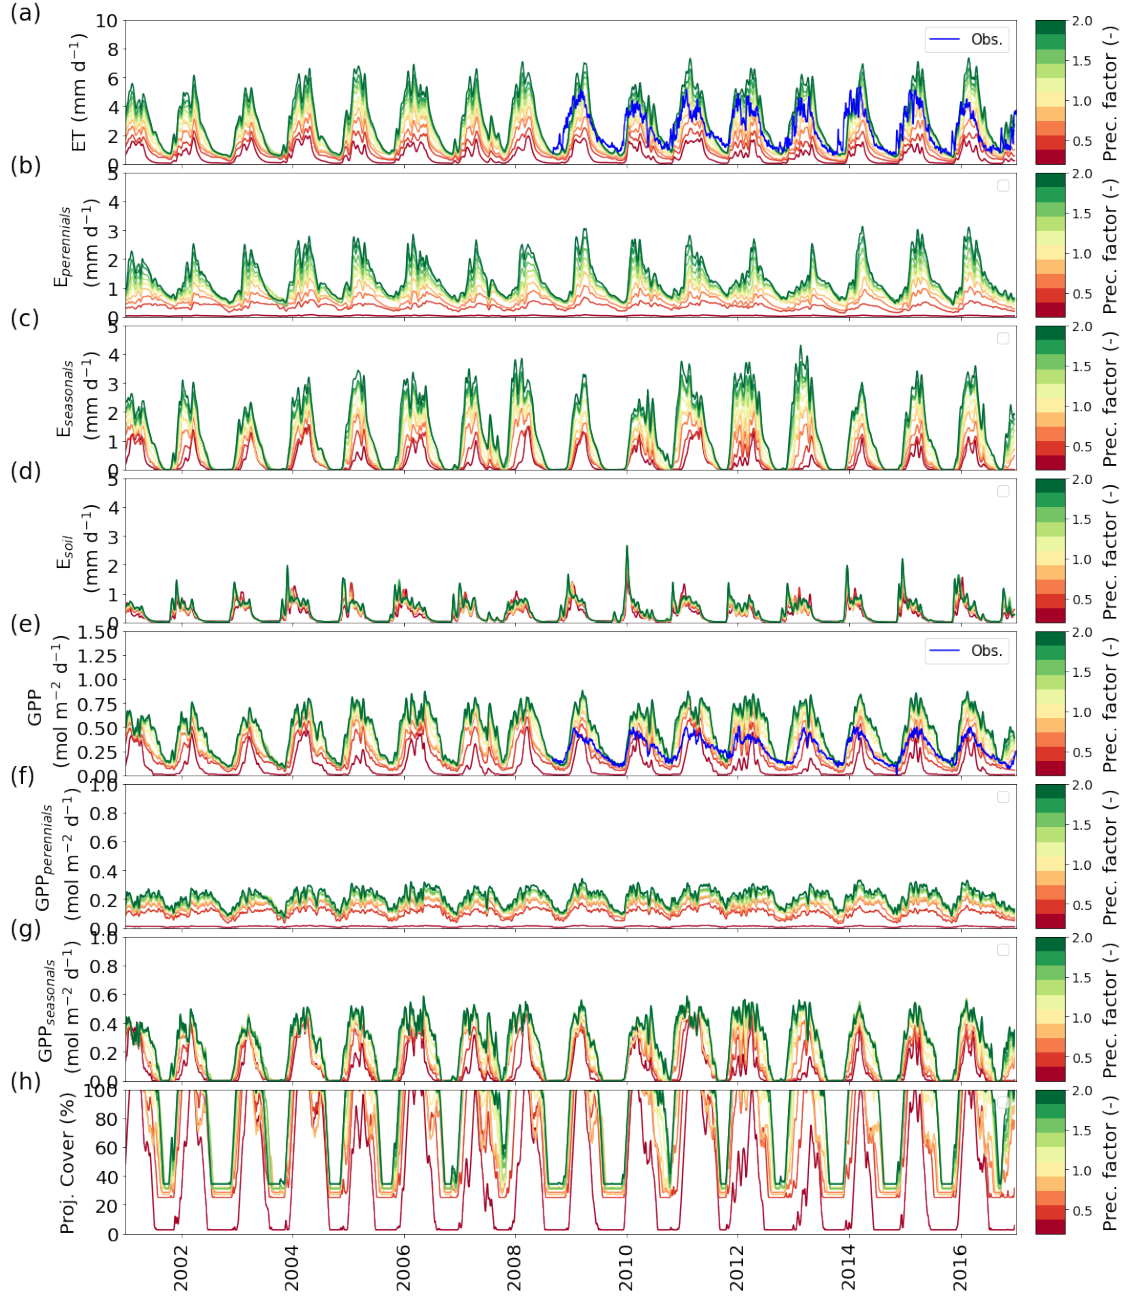 (a)
10
8
6
4
2
0
ET (mm d⁻¹)
Obs.
2.0
1.5
1.0
0.5
Prec. factor (-)
(b)
5
4
3
2
1
0
E_perennials
(mm d⁻¹)
2.0
1.5
1.0
0.5
Prec. factor (-)
(c)
5
4
3
2
1
0
E_seasonals
(mm d⁻¹)
2.0
1.5
1.0
0.5
Prec. factor (-)
(d)
5
4
3
2
1
0
E_soil
(mm d⁻¹)
2.0
1.5
1.0
0.5
Prec. factor (-)
(e)
1.50
1.25
1.00
0.75
0.50
0.25
0.00
GPP
(mol m⁻² d⁻¹)
Obs.
2.0
1.5
1.0
0.5
Prec. factor (-)
(f)
1.0
0.8
0.6
0.4
0.2
0.0
GPP_perennials
(mol m⁻² d⁻¹)
2.0
1.5
1.0
0.5
Prec. factor (-)
(g)
1.0
0.8
0.6
0.4
0.2
0.0
GPP_seasonals
(mol m⁻² d⁻¹)
2.0
1.5
1.0
0.5
Prec. factor (-)
(h)
100
80
60
40
20
0
Proj. Cover (%)
2.0
1.5
1.0
0.5
Prec. factor (-)
2002
2004
2006
2008
2010
2012
2014
2016